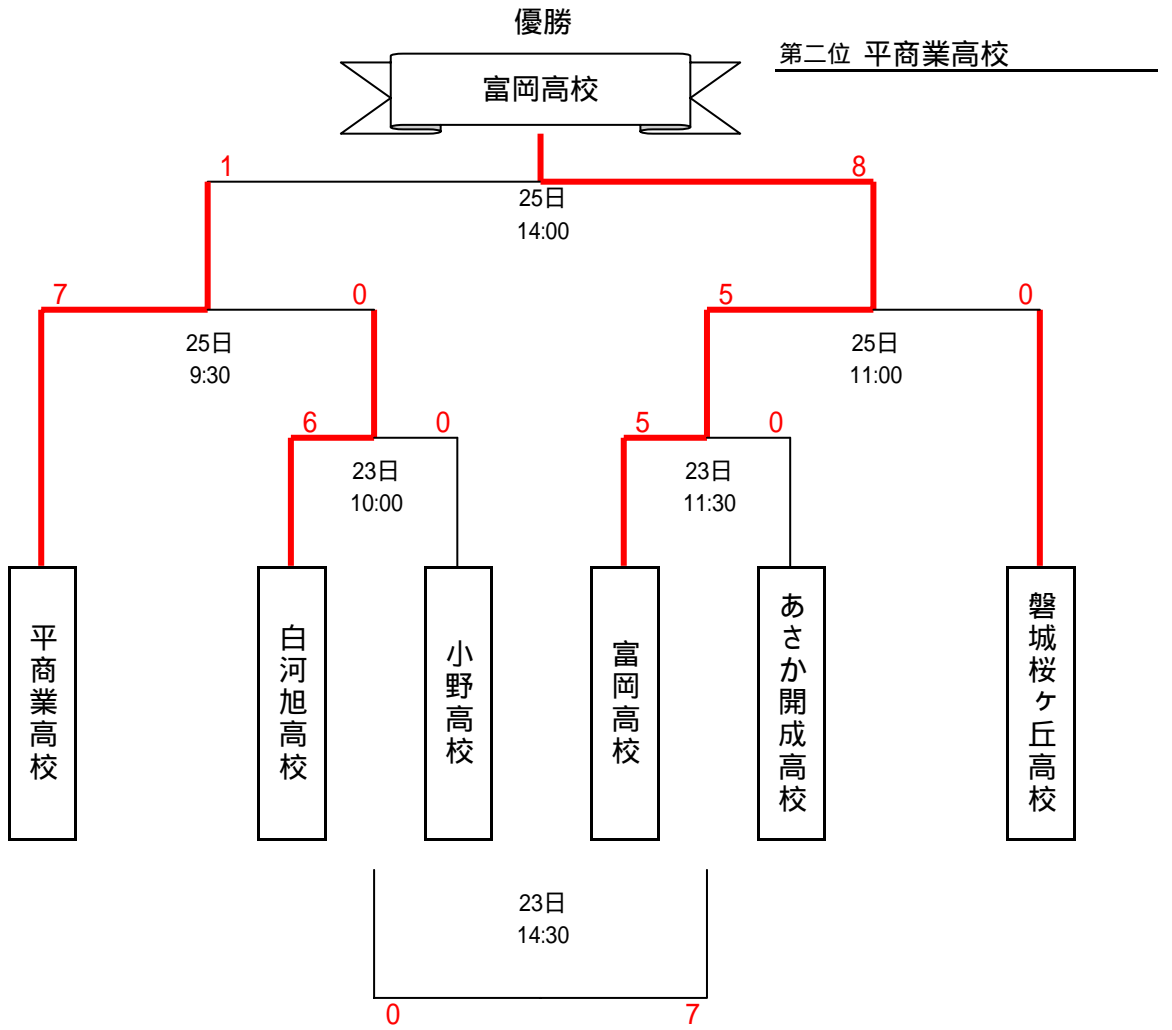 優勝
第二位 平商業高校
富岡高校
1
8
25日
14:00
7
0
5
0
25日
9:30
25日
11:00
6
0
5
0
23日
10:00
23日
11:30
平商業高校
白河旭高校
小野高校
富岡高校
あさか開成高校
磐城桜ヶ丘高校
23日
14:30
0
7